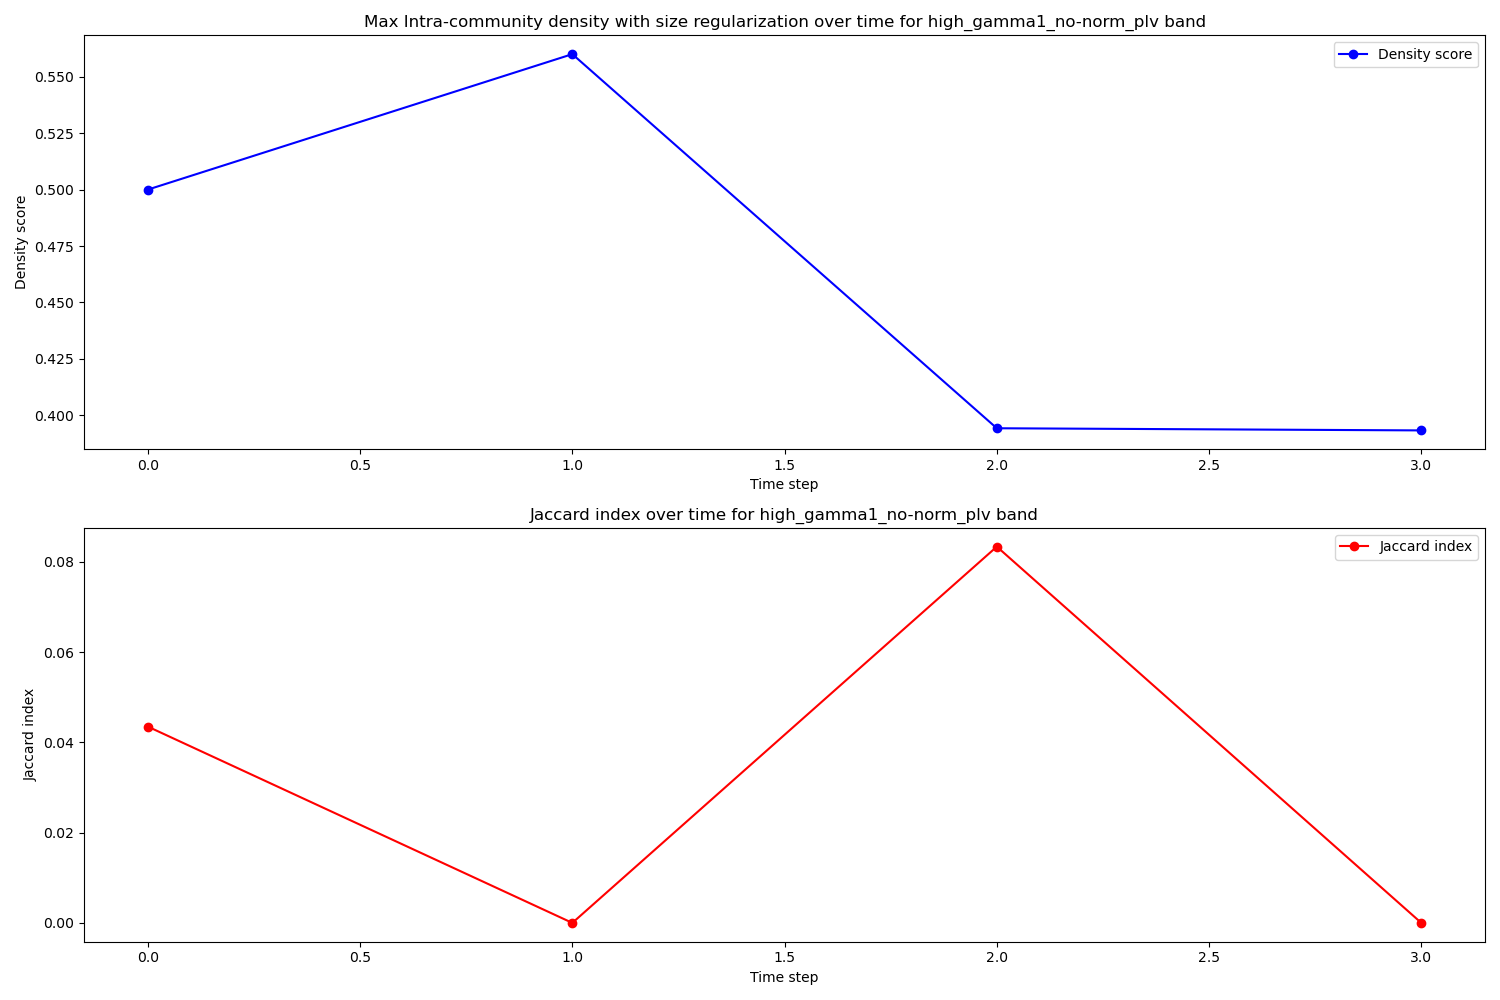 Max Intra-community density with size regularization over time for high_gamma1_no-norm_plv band
Density score
0.550
0.525
0.500
0.475
0.450
0.425
0.400
Density score
0.0 0.5 1.0 1.5 2.0 2.5 3.0
Time step
Jaccard index over time for high_gamma1_no-norm_plv band
Jaccard index
0.08
0.06
0.04
0.02
0.00
Jaccard index
0.0 0.5 1.0 1.5 2.0 2.5 3.0
Time step